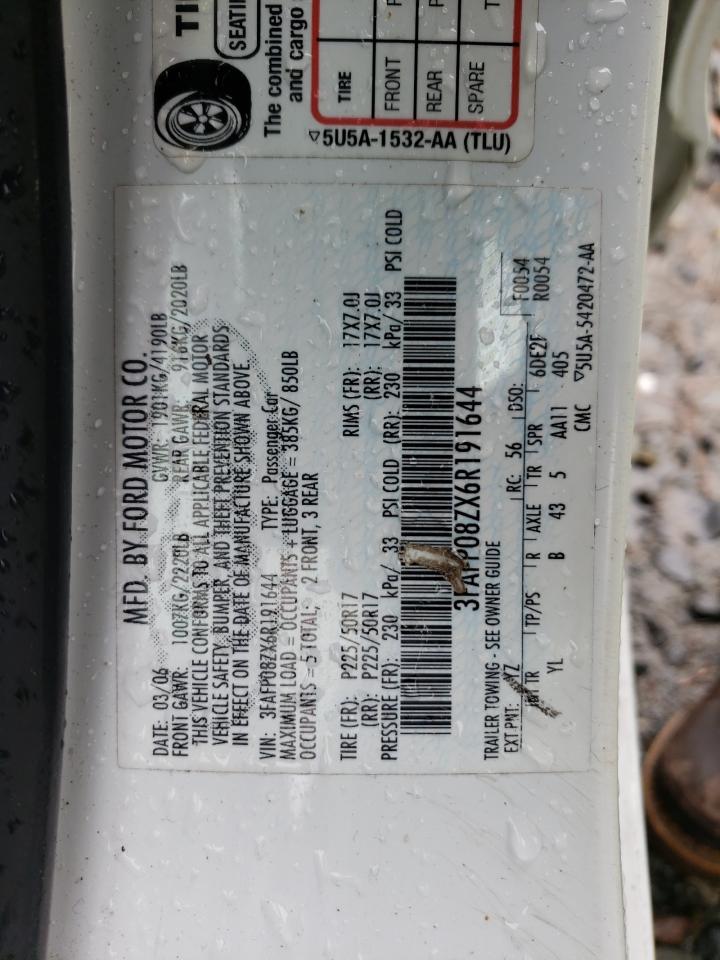 TI
SEATI
The combined
and cargo
TIRE
FRONT
REAR
SPARE
▽5U5A-1532-AA (TLU)
MFD. BY FORD MOTOR CO.
DATE: 03/06 GVWR: 1901KG/4190LB
FRONT GAWR: 1007KG/2220LB REAR GAWR: 916KG/2020LB
THIS VEHICLE CONFORMS TO ALL APPLICABLE FEDERAL MOTOR
VEHICLE SAFETY, BUMPER, AND THEFT PREVENTION STANDARDS
IN EFFECT ON THE DATE OF MANUFACTURE SHOWN ABOVE.
VIN: 3FAFP08ZX6R191644 TYPE: Passenger Car
MAXIMUM LOAD = OCCUPANTS + LUGGAGE = 385KG/ 850LB
OCCUPANTS = 5 TOTAL; 2 FRONT, 3 REAR
TIRE (FR): P225/50R17 RIMS (FR): 17X7.0J
(RR): P225/50R17 (RR): 17X7.0J
PRESSURE (FR): 230 kPa/ 33 PSI COLD (RR): 230 kPa/ 33 PSI COLD
3FAFP08ZX6R191644
TRAILER TOWING - SEE OWNER GUIDE
EXT PNT: YZ RC: 56 DSO: F0054
R0054
INT TR TP/PS R AXLE TR SPR 6DE2F
YL B 43 5 AA11 405
CMC ▽5U5A-5420472-AA